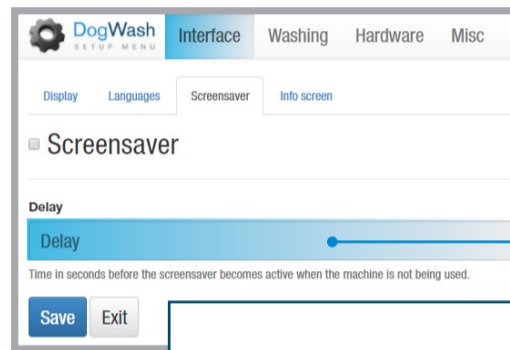 DogWash Interface Washing Hardware Misc
SETUP MENU
Display Languages Screensaver Info screen
Screensaver
Delay
Delay
Time in seconds before the screensaver becomes active when the machine is not being used.
Save Exit